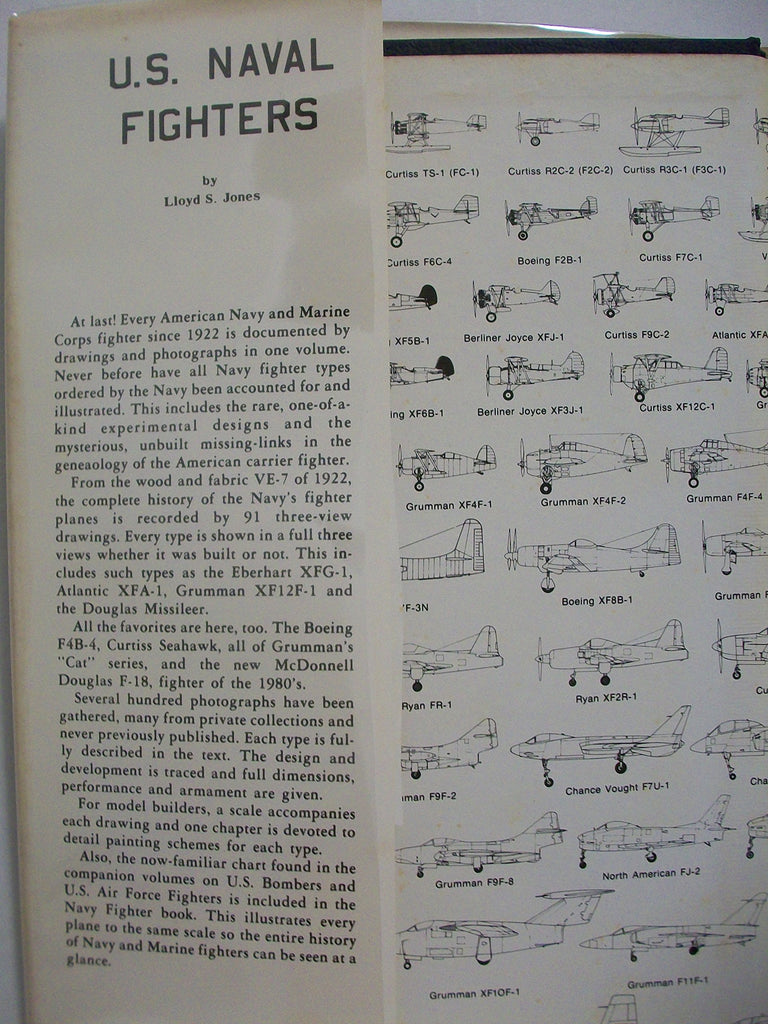 U.S. NAVAL
FIGHTERS
by
Lloyd S. Jones
At last! Every American Navy and Marine
Corps fighter since 1922 is documented by
drawings and photographs in one volume.
Never before have all Navy fighter types
ordered by the Navy been accounted for and
illustrated. This includes the rare, one-of-a-
kind experimental designs and the
mysterious, unbuilt missing-links in the
geneaology of the American carrier fighter.
From the wood and fabric VE-7 of 1922,
the complete history of the Navy's fighter
planes is recorded by 91 three-view
drawings. Every type is shown in a full three
views whether it was built or not. This in-
cludes such types as the Eberhart XFG-1,
Atlantic XFA-1, Grumman XF12F-1 and
the Douglas Missileer.
All the favorites are here, too. The Boeing
F4B-4, Curtiss Seahawk, all of Grumman's
"Cat" series, and the new McDonnell
Douglas F-18, fighter of the 1980's.
Several hundred photographs have been
gathered, many from private collections and
never previously published. Each type is ful-
ly described in the text. The design and
development is traced and full dimensions,
performance and armament are given.
For model builders, a scale accompanies
each drawing and one chapter is devoted to
detail painting schemes for each type.
Also, the now-familiar chart found in the
companion volumes on U.S. Bombers and
U.S. Air Force Fighters is included in the
Navy Fighter book. This illustrates every
plane to the same scale so the entire history
of Navy and Marine fighters can be seen at a
glance.
Curtiss TS-1 (FC-1) Curtiss R2C-2 (F2C-2) Curtiss R3C-1 (F3C-1)
Curtiss F6C-4 Boeing F2B-1 Curtiss F7C-1 V
XF5B-1 Berliner Joyce XFJ-1 Curtiss F9C-2 Atlantic XFA
ing XF6B-1 Berliner Joyce XF3J-1 Curtiss XF12C-1 Gr
Grumman XF4F-1 Grumman XF4F-2 Grumman F4F-4
F-3N Boeing XF8B-1 Grumman F
Ryan FR-1 Ryan XF2R-1 Cu
man F9F-2 Chance Vought F7U-1 Cha
Grumman F9F-8 North American FJ-2
Grumman XF10F-1 Grumman F11F-1